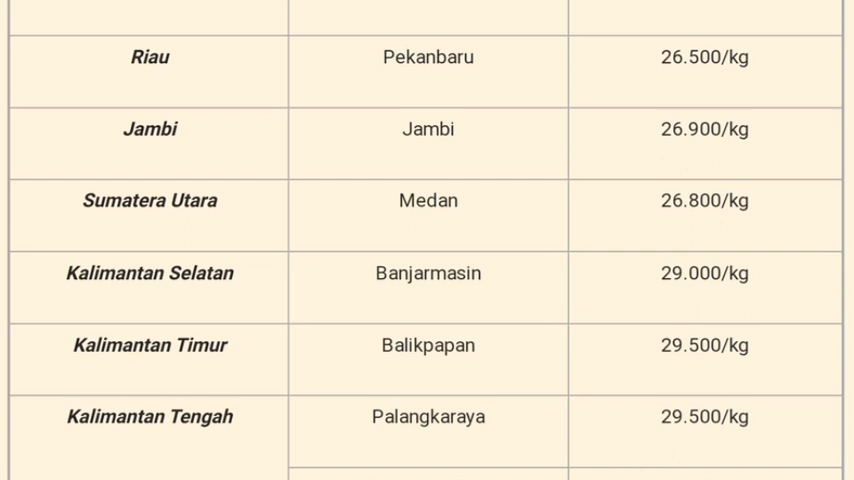 Riau Pekanbaru 26.500/kg
Jambi Jambi 26.900/kg
Sumatera Utara Medan 26.800/kg
Kalimantan Selatan Banjarmasin 29.000/kg
Kalimantan Timur Balikpapan 29.500/kg
Kalimantan Tengah Palangkaraya 29.500/kg